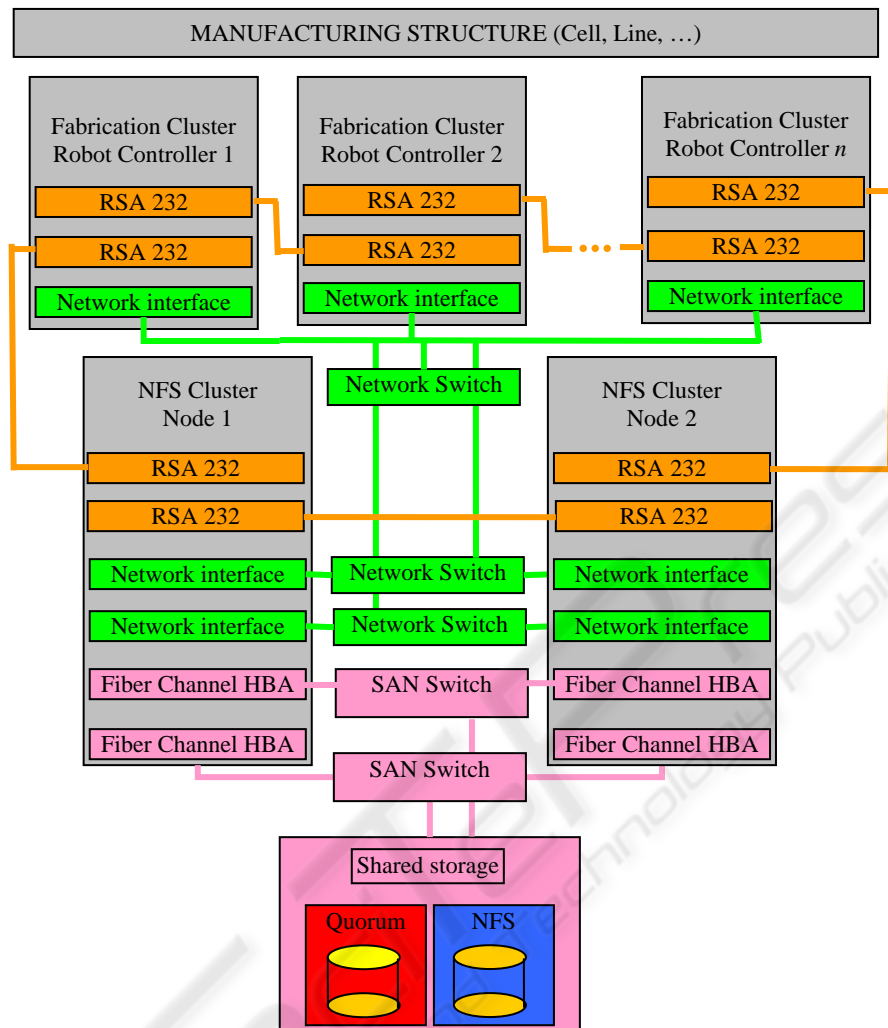 MANUFACTURING STRUCTURE (Cell, Line, …)
Fabrication Cluster
Robot Controller 1
RSA 232
RSA 232
Network interface
Fabrication Cluster
Robot Controller 2
RSA 232
RSA 232
Network interface
Fabrication Cluster
Robot Controller n
RSA 232
RSA 232
Network interface
Network Switch
NFS Cluster
Node 1
RSA 232
RSA 232
Network interface
Network interface
Fiber Channel HBA
Fiber Channel HBA
Network Switch
Network Switch
SAN Switch
SAN Switch
NFS Cluster
Node 2
RSA 232
RSA 232
Network interface
Network interface
Fiber Channel HBA
Fiber Channel HBA
Shared storage
Quorum
NFS
Technology